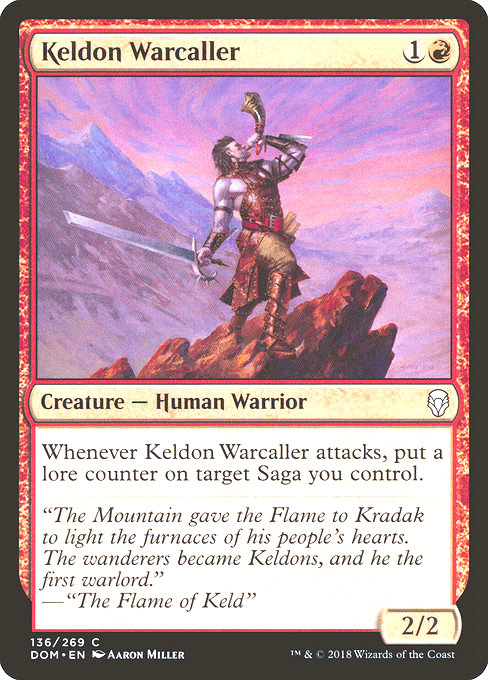 Keldon Warcaller 1
Creature — Human Warrior
Whenever Keldon Warcaller attacks, put a
lore counter on target Saga you control.
“The Mountain gave the Flame to Kradak
to light the furnaces of his people’s hearts.
The wanderers became Keldons, and he the
first warlord.”
—“The Flame of Keld”
2/2
136/269 C
DOM • EN Aaron Miller
™ & © 2018 Wizards of the Coast